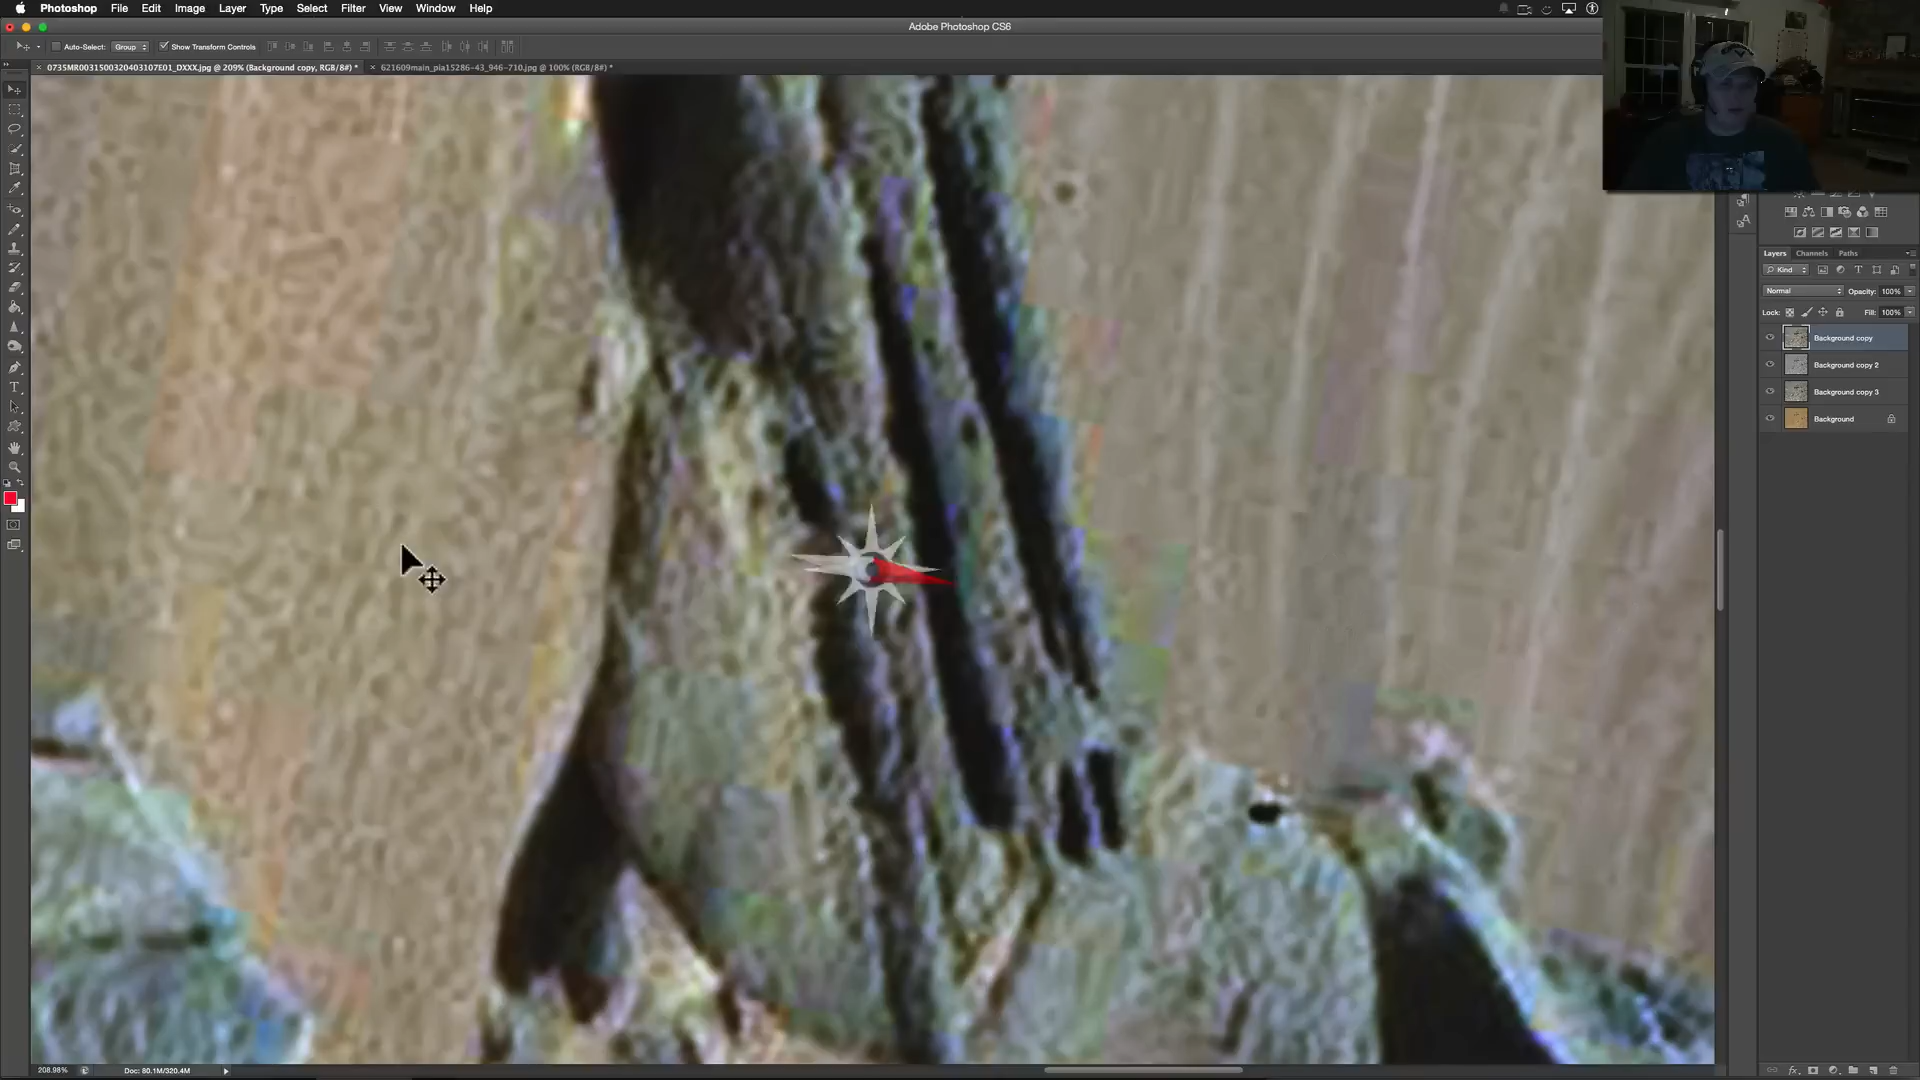 Photoshop File Edit Image Layer Type Select Filter View Window Help
Adobe Photoshop CS6
Auto-Select: Group Show Transform Controls
0735MR0031500320403107E01_DXXX.jpg @ 209% (Background copy, RGB/8#) * 621609main_pia15286-43_946-710.jpg @ 100% (RGB/8#) *
Layers Channels Paths
Kind
Normal Opacity: 100%
Lock: Fill: 100%
Background copy
Background copy 2
Background copy 3
Background
208.98% Doc: 80.1M/320.4M